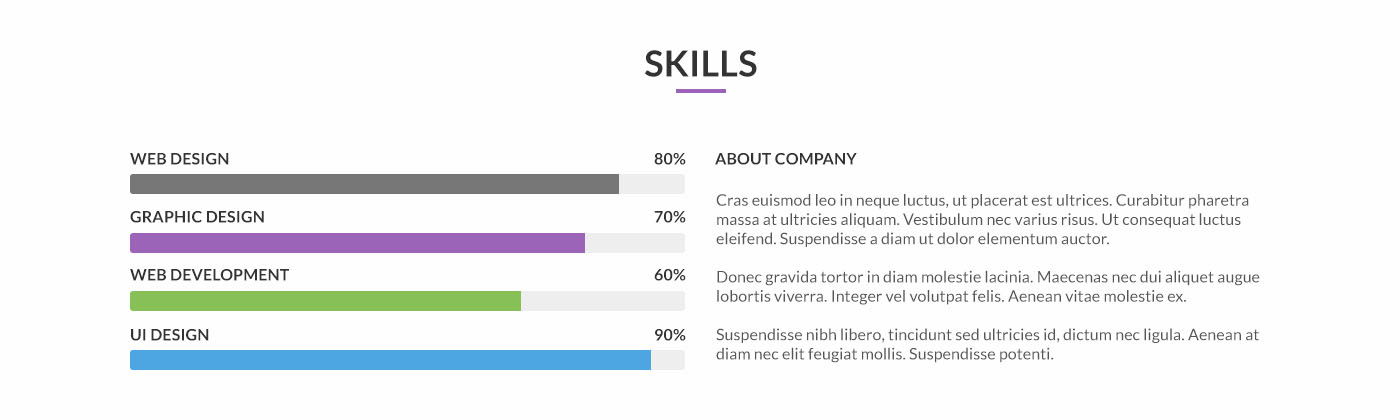 SKILLS
WEB DESIGN 80%
GRAPHIC DESIGN 70%
WEB DEVELOPMENT 60%
UI DESIGN 90%
ABOUT COMPANY
Cras euismod leo in neque luctus, ut placerat est ultrices. Curabitur pharetra
massa at ultricies aliquam. Vestibulum nec varius risus. Ut consequat luctus
eleifend. Suspendisse a diam ut dolor elementum auctor.
Donec gravida tortor in diam molestie lacinia. Maecenas nec dui aliquet augue
lobortis viverra. Integer vel volutpat felis. Aenean vitae molestie ex.
Suspendisse nibh libero, tincidunt sed ultricies id, dictum nec ligula. Aenean at
diam nec elit feugiat mollis. Suspendisse potenti.